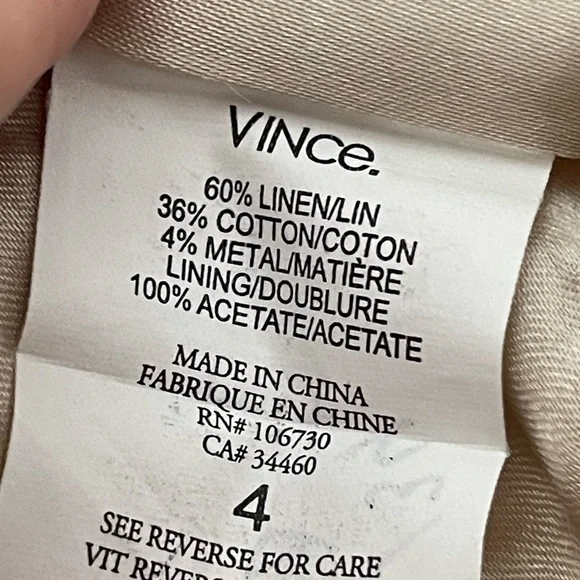 VINCe.
60% LINEN/LIN
36% COTTON/COTON
4% METAL/MATIÈRE
LINING/DOUBLURE
100% ACETATE/ACETATE
MADE IN CHINA
FABRIQUE EN CHINE
RN# 106730
CA# 34460
4
SEE REVERSE FOR CARE
VIT